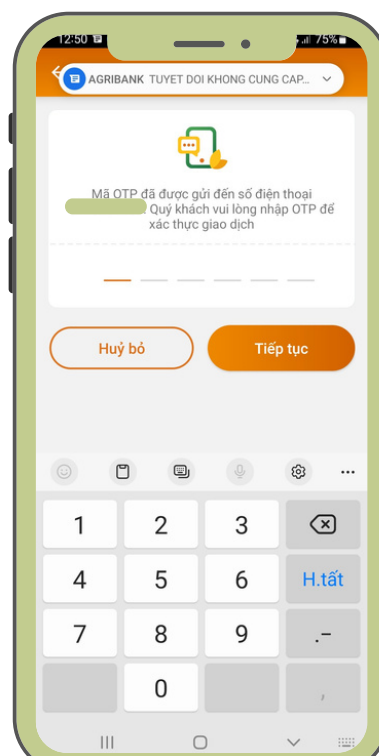 12:50
75%
AGRIBANK TUYET DOI KHONG CUNG CAP...
Mã OTP đã được gửi đến số điện thoại
. Quý khách vui lòng nhập OTP để
xác thực giao dịch
Huỷ bỏ
Tiếp tục
1 2 3
4 5 6 H.tất
7 8 9 .–
0 ,